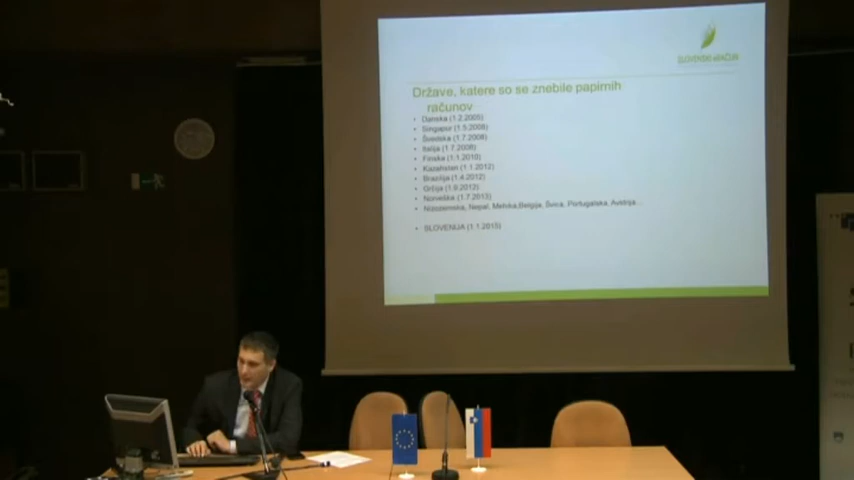 SLOVENSKI eRAČUN
Države, katere so se znebile papirnih
računov
• Danska (1.2.2005)
• Singapur (1.5.2008)
• Švedska (1.7.2008)
• Italija (1.7.2008)
• Finska (1.1.2010)
• Kazahstan (1.1.2012)
• Brazilija (1.4.2012)
• Grčija (1.9.2012)
• Norveška (1.7.2013)
• Nizozemska, Nepal, Mehika,Belgija, Švica, Portugalska, Avstrija...
• SLOVENIJA (1.1.2015)